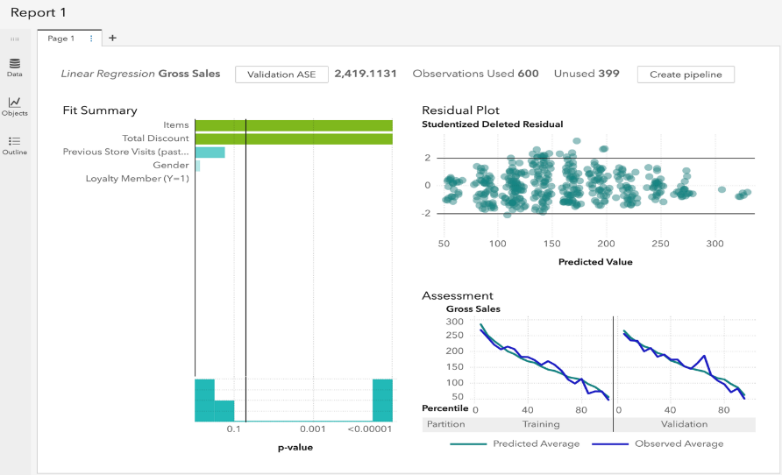 Report 1
Page 1
Data
Objects
Outline
Linear Regression Gross Sales Validation ASE 2,419.1131 Observations Used 600 Unused 399 Create pipeline
Fit Summary
Items
Total Discount
Previous Store Visits (past...
Gender
Loyalty Member (Y=1)
0.1 0.001 <0.00001
p-value
Residual Plot
Studentized Deleted Residual
2
0
-2
50 100 150 200 250 300
Predicted Value
Assessment
Gross Sales
300
250
200
150
100
50
Percentile 0 40 80 0 40 80
Partition Training Validation
Predicted Average Observed Average